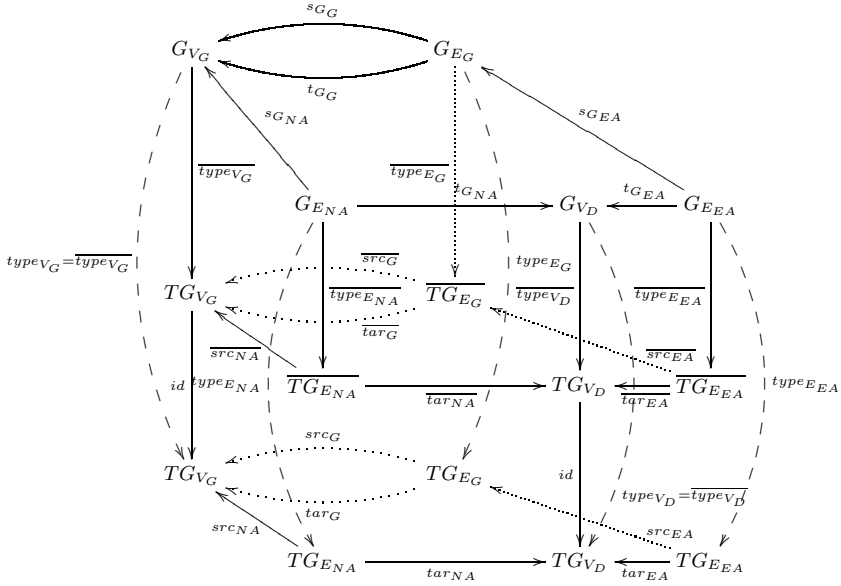 s_{G_G}
G_{V_G} G_{E_G}
t_{G_G}
s_{G_{NA}} s_{G_{EA}}
\overline{type_{V_G}} \overline{type_{E_G}}
t_{G_{NA}} t_{G_{EA}}
G_{E_{NA}} G_{V_D} G_{E_{EA}}
type_{V_G}=\overline{type_{V_G}} \overline{src_G} type_{E_G}
TG_{V_G} \overline{type_{E_{NA}}} \overline{TG_{E_G}} \overline{type_{V_D}} \overline{type_{E_{EA}}}
\overline{tar_G}
\overline{src_{NA}} \overline{src_{EA}}
id type_{E_{NA}} \overline{TG_{E_{NA}}} TG_{V_D} \overline{TG_{E_{EA}}} type_{E_{EA}}
\overline{tar_{NA}} \overline{tar_{EA}}
src_G
TG_{V_G} TG_{E_G} id
type_{V_D}=\overline{type_{V_D}}
tar_G
src_{NA} src_{EA}
TG_{E_{NA}} TG_{V_D} TG_{E_{EA}}
tar_{NA} tar_{EA}